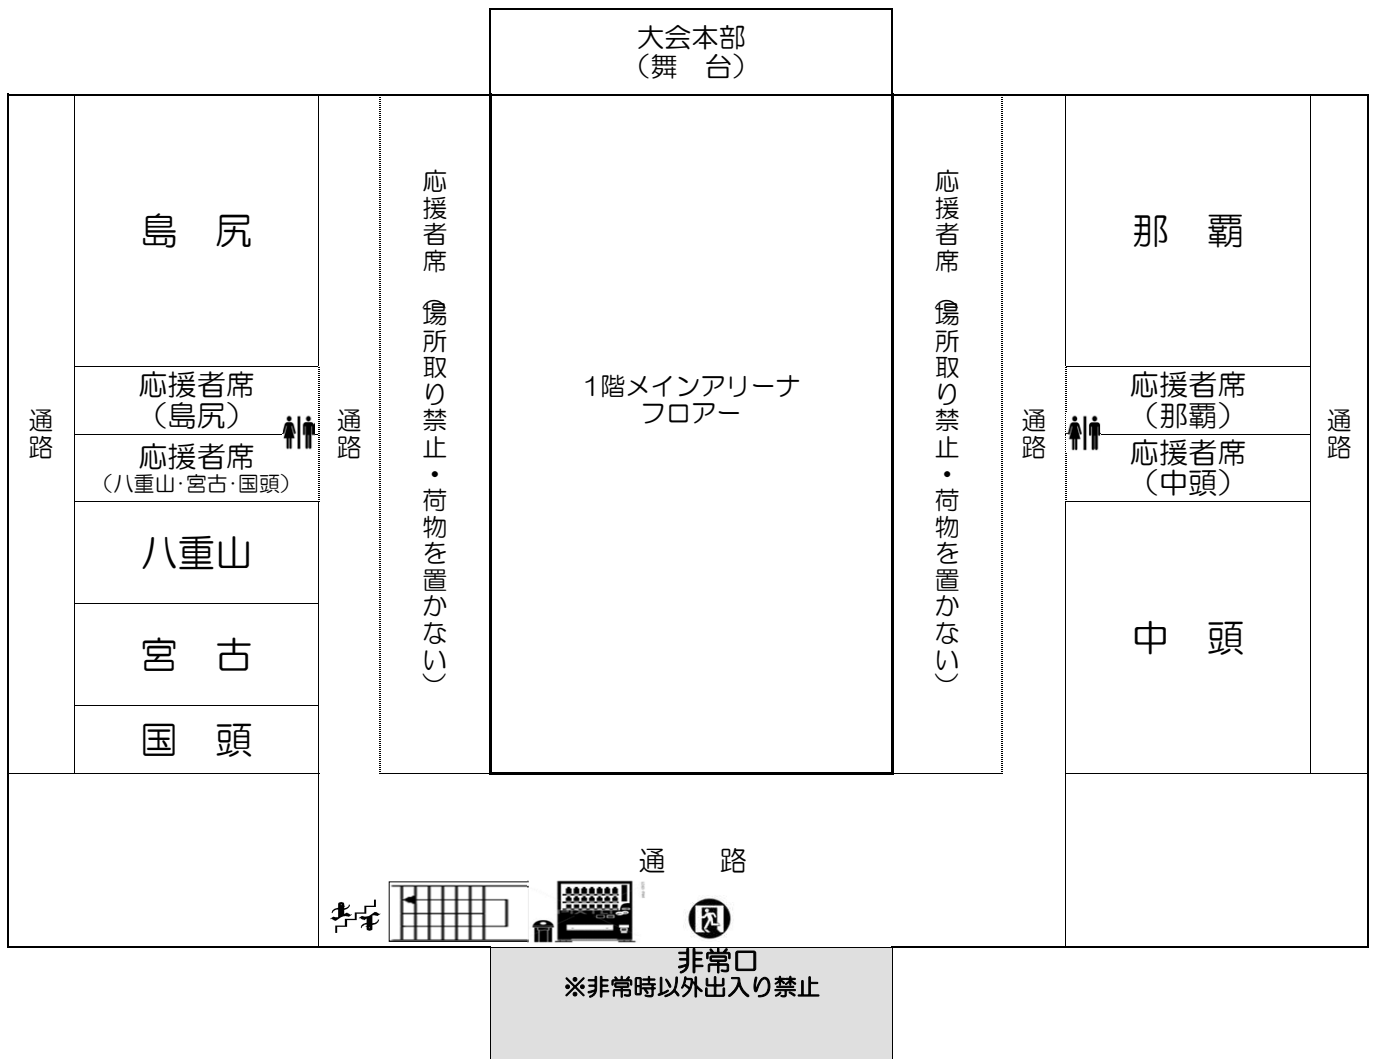 大会本部
（舞　台）
島　尻
応援者席
（島尻）
応援者席
（八重山・宮古・国頭）
八重山
宮　古
国　頭
通路
通路
応援者席　（場所取り禁止・荷物を置かない）
1階メインアリーナ
フロアー
応援者席　（場所取り禁止・荷物を置かない）
通路
那　覇
応援者席
（那覇）
応援者席
（中頭）
中　頭
通路
通　路
非常口
※非常時以外出入り禁止